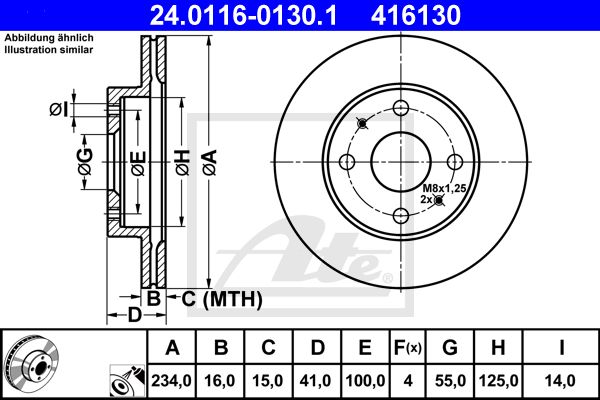 24.0116-0130.1 416130
Abbildung ähnlich
Illustration similar
ØI
ØG
ØE
ØH
ØA
M8x1,25
2x
B
C (MTH)
D
Ate
A B C D E F(x) G H I
234,0 16,0 15,0 41,0 100,0 4 55,0 125,0 14,0